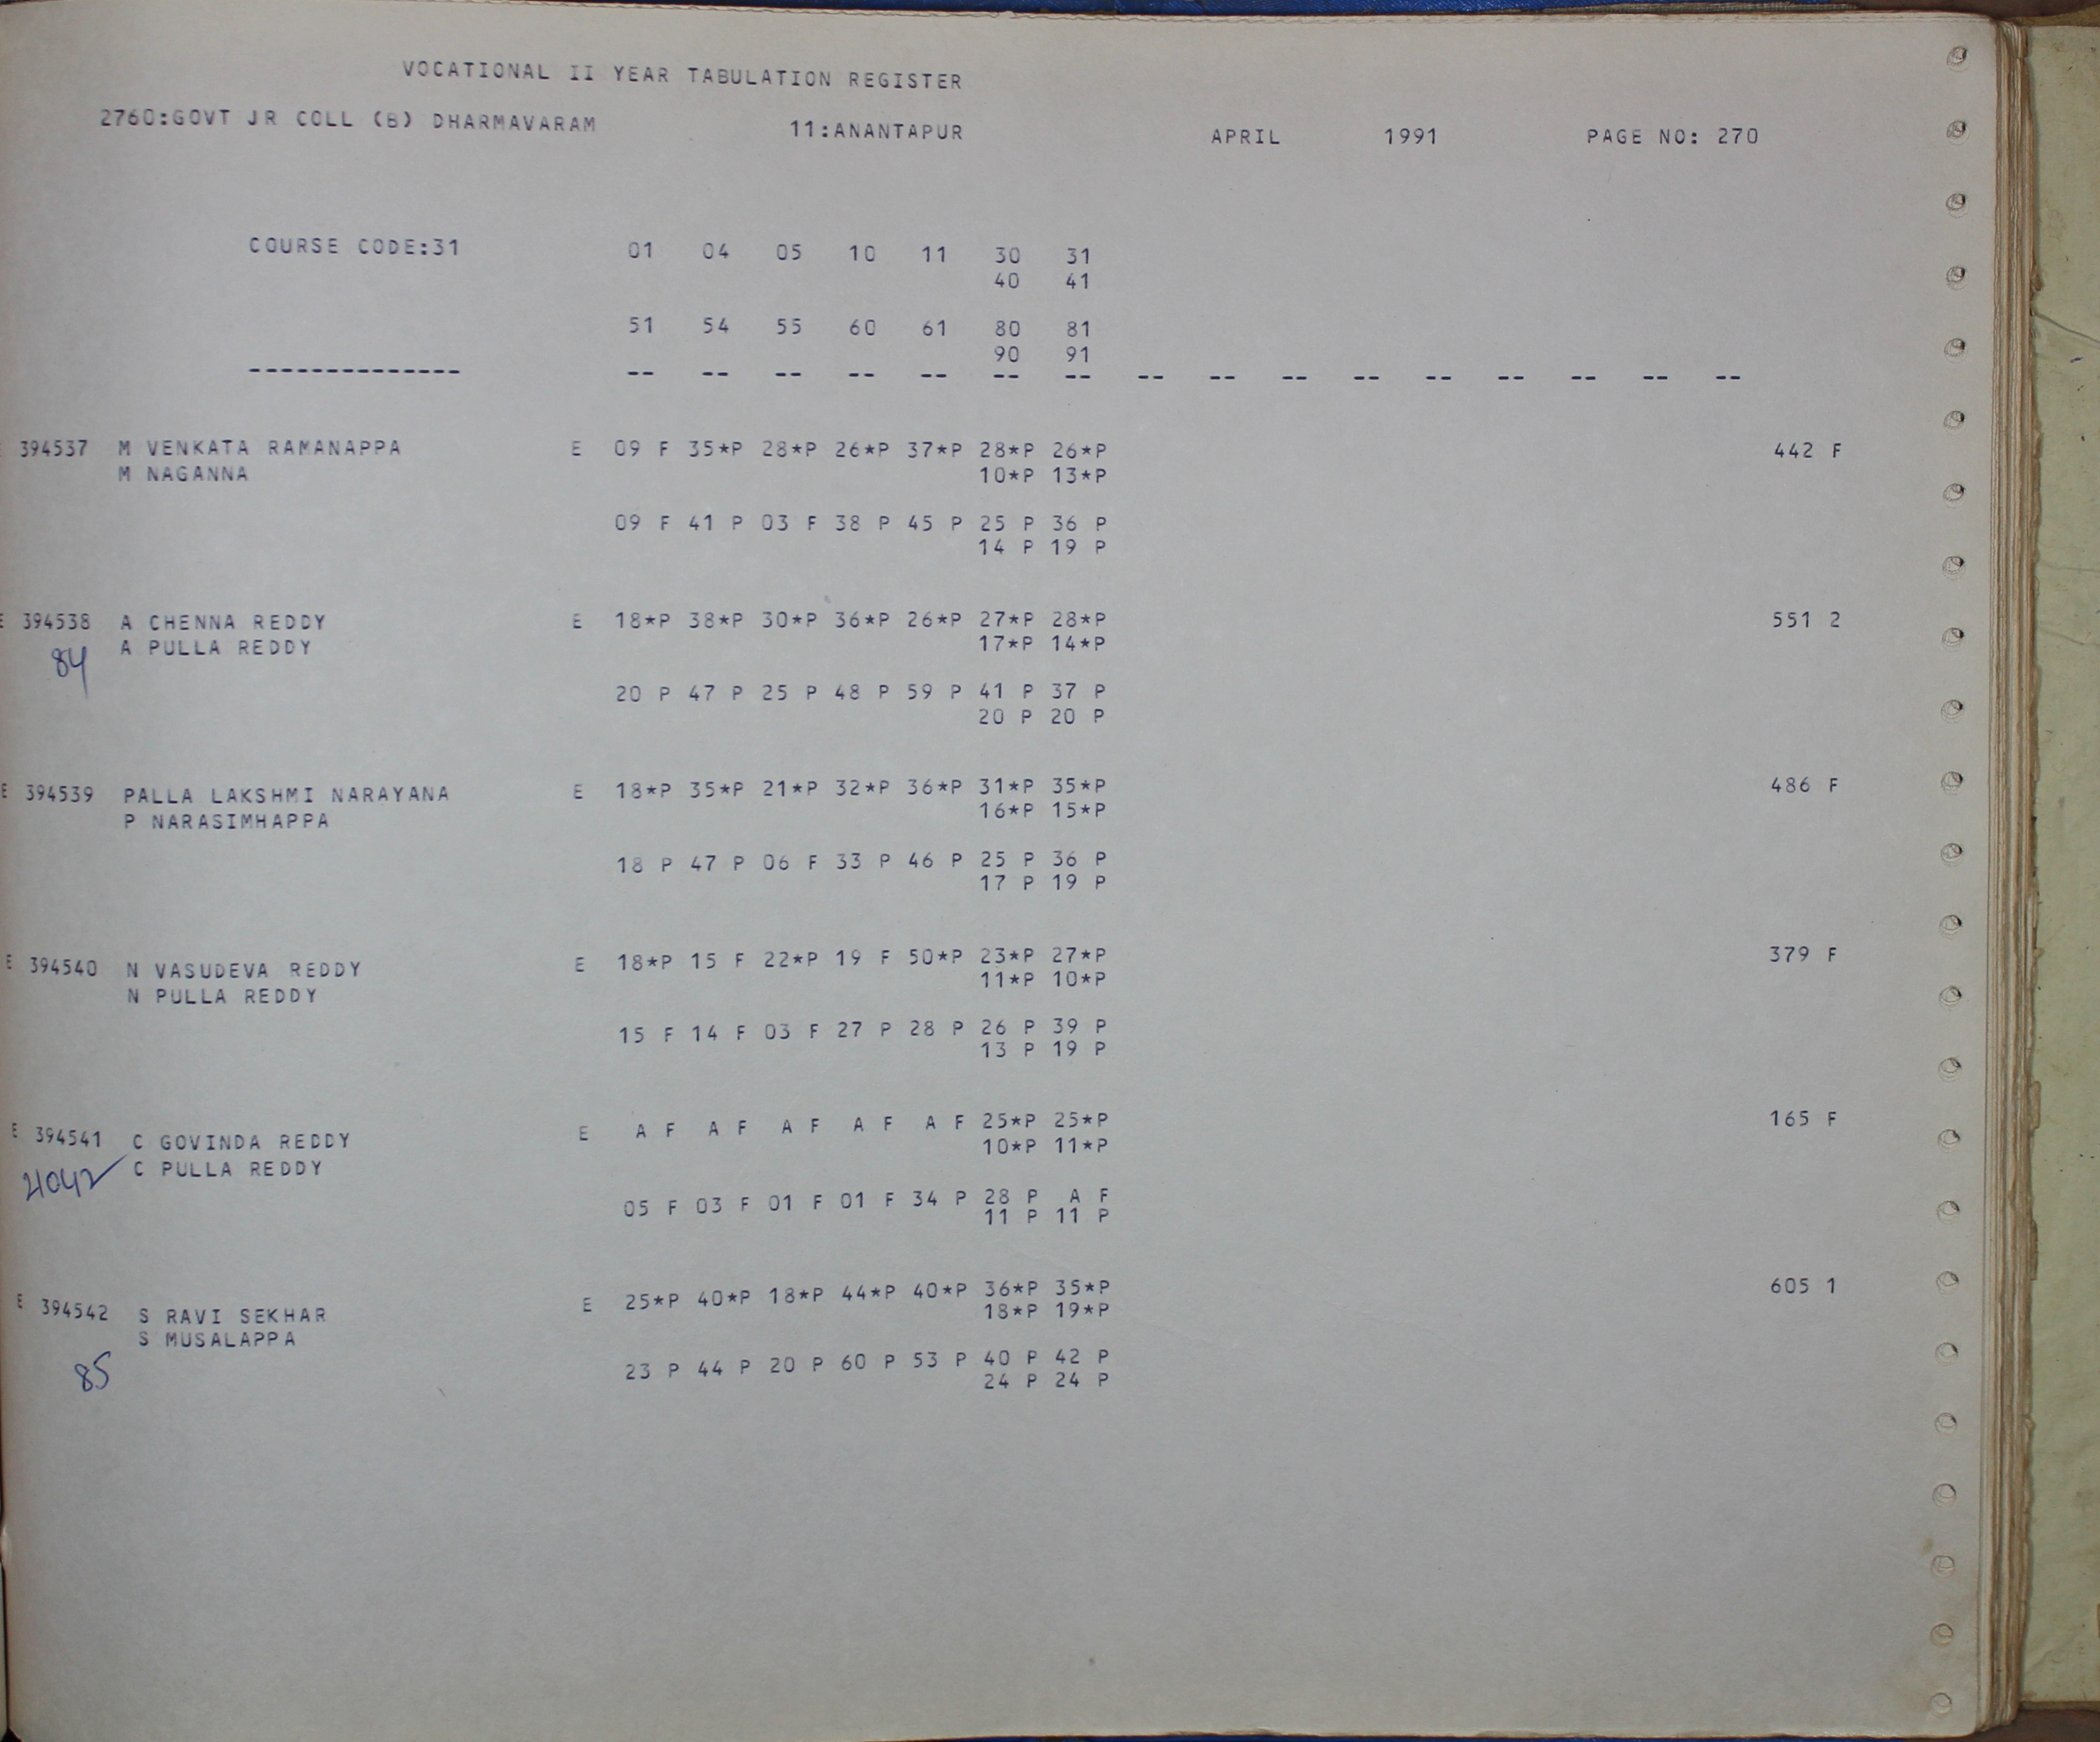 VOCATIONAL II YEAR TABULATION REGISTER
2760:GOVT JR COLL (B) DHARMAVARAM 11:ANANTAPUR APRIL 1991 PAGE NO: 270
COURSE CODE:31 01 04 05 10 11 30 31
40 41
51 54 55 60 61 80 81
90 91
-------------- -- -- -- -- -- -- -- -- -- -- -- -- -- -- -- --
394537 M VENKATA RAMANAPPA E 09 F 35*P 28*P 26*P 37*P 28*P 26*P 442 F
M NAGANNA 10*P 13*P
09 F 41 P 03 F 38 P 45 P 25 P 36 P
14 P 19 P
E 394538 A CHENNA REDDY E 18*P 38*P 30*P 36*P 26*P 27*P 28*P 551 2
84 A PULLA REDDY 17*P 14*P
20 P 47 P 25 P 48 P 59 P 41 P 37 P
20 P 20 P
E 394539 PALLA LAKSHMI NARAYANA E 18*P 35*P 21*P 32*P 36*P 31*P 35*P 486 F
P NARASIMHAPPA 16*P 15*P
18 P 47 P 06 F 33 P 46 P 25 P 36 P
17 P 19 P
E 394540 N VASUDEVA REDDY E 18*P 15 F 22*P 19 F 50*P 23*P 27*P 379 F
N PULLA REDDY 11*P 10*P
15 F 14 F 03 F 27 P 28 P 26 P 39 P
13 P 19 P
E 394541 C GOVINDA REDDY E A F A F A F A F A F 25*P 25*P 165 F
C PULLA REDDY 10*P 11*P
05 F 03 F 01 F 01 F 34 P 28 P A F
11 P 11 P
E 394542 S RAVI SEKHAR E 25*P 40*P 18*P 44*P 40*P 36*P 35*P 605 1
S MUSALAPPA 18*P 19*P
85 23 P 44 P 20 P 60 P 53 P 40 P 42 P
24 P 24 P